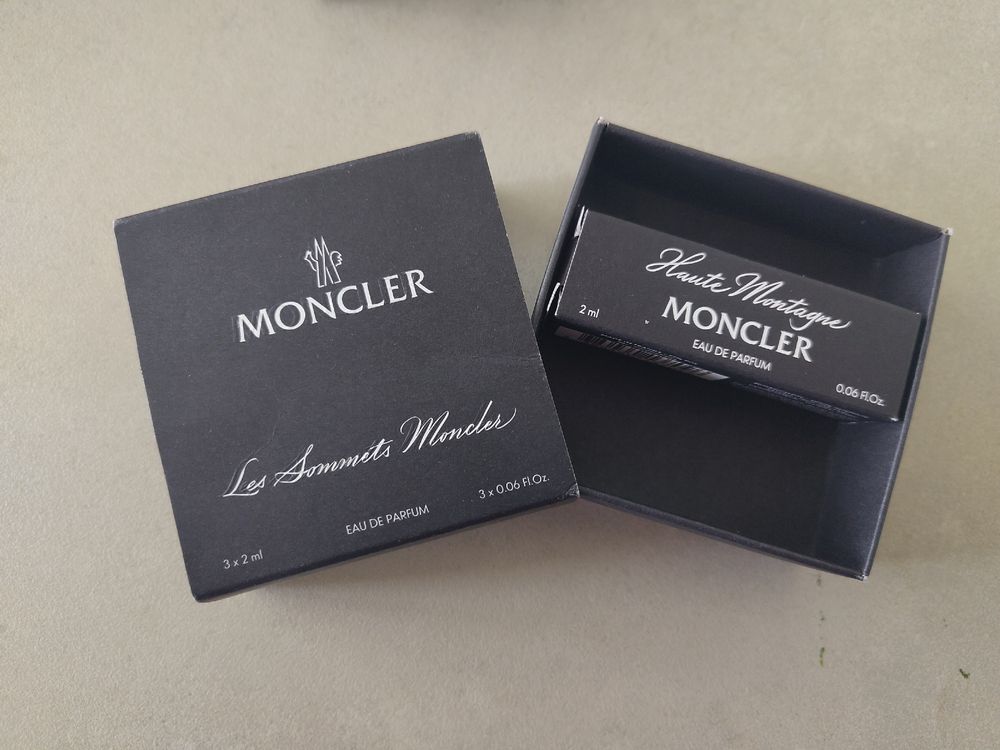 MONCLER
Les Sommets Moncler
3 x 2 ml
EAU DE PARFUM
3 x 0.06 Fl.Oz.
Haute Montagne
MONCLER
EAU DE PARFUM
2 ml
0.06 Fl.Oz.